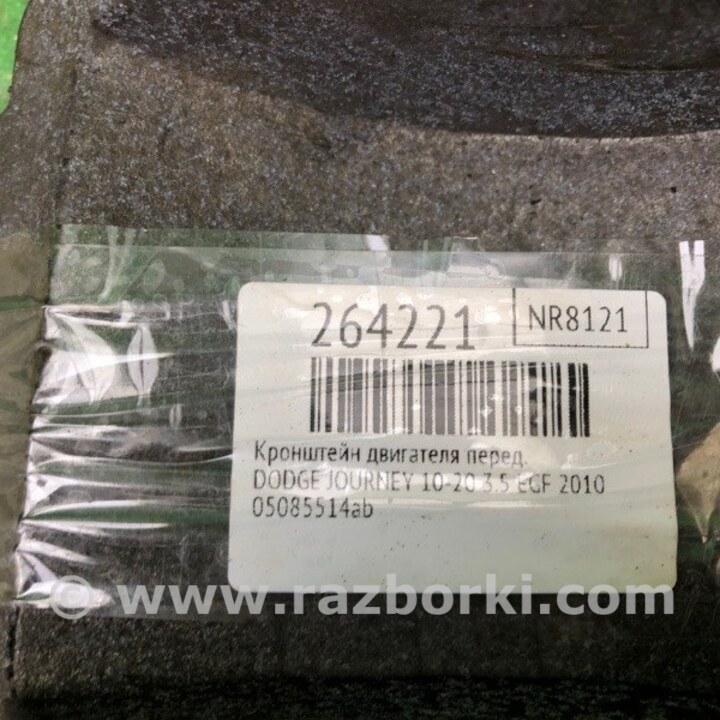 264221
NR8121
Кронштейн двигателя перед.
DODGE JOURNEY 10-20 3.5 EGF 2010
05085514ab
© www.razborki.com